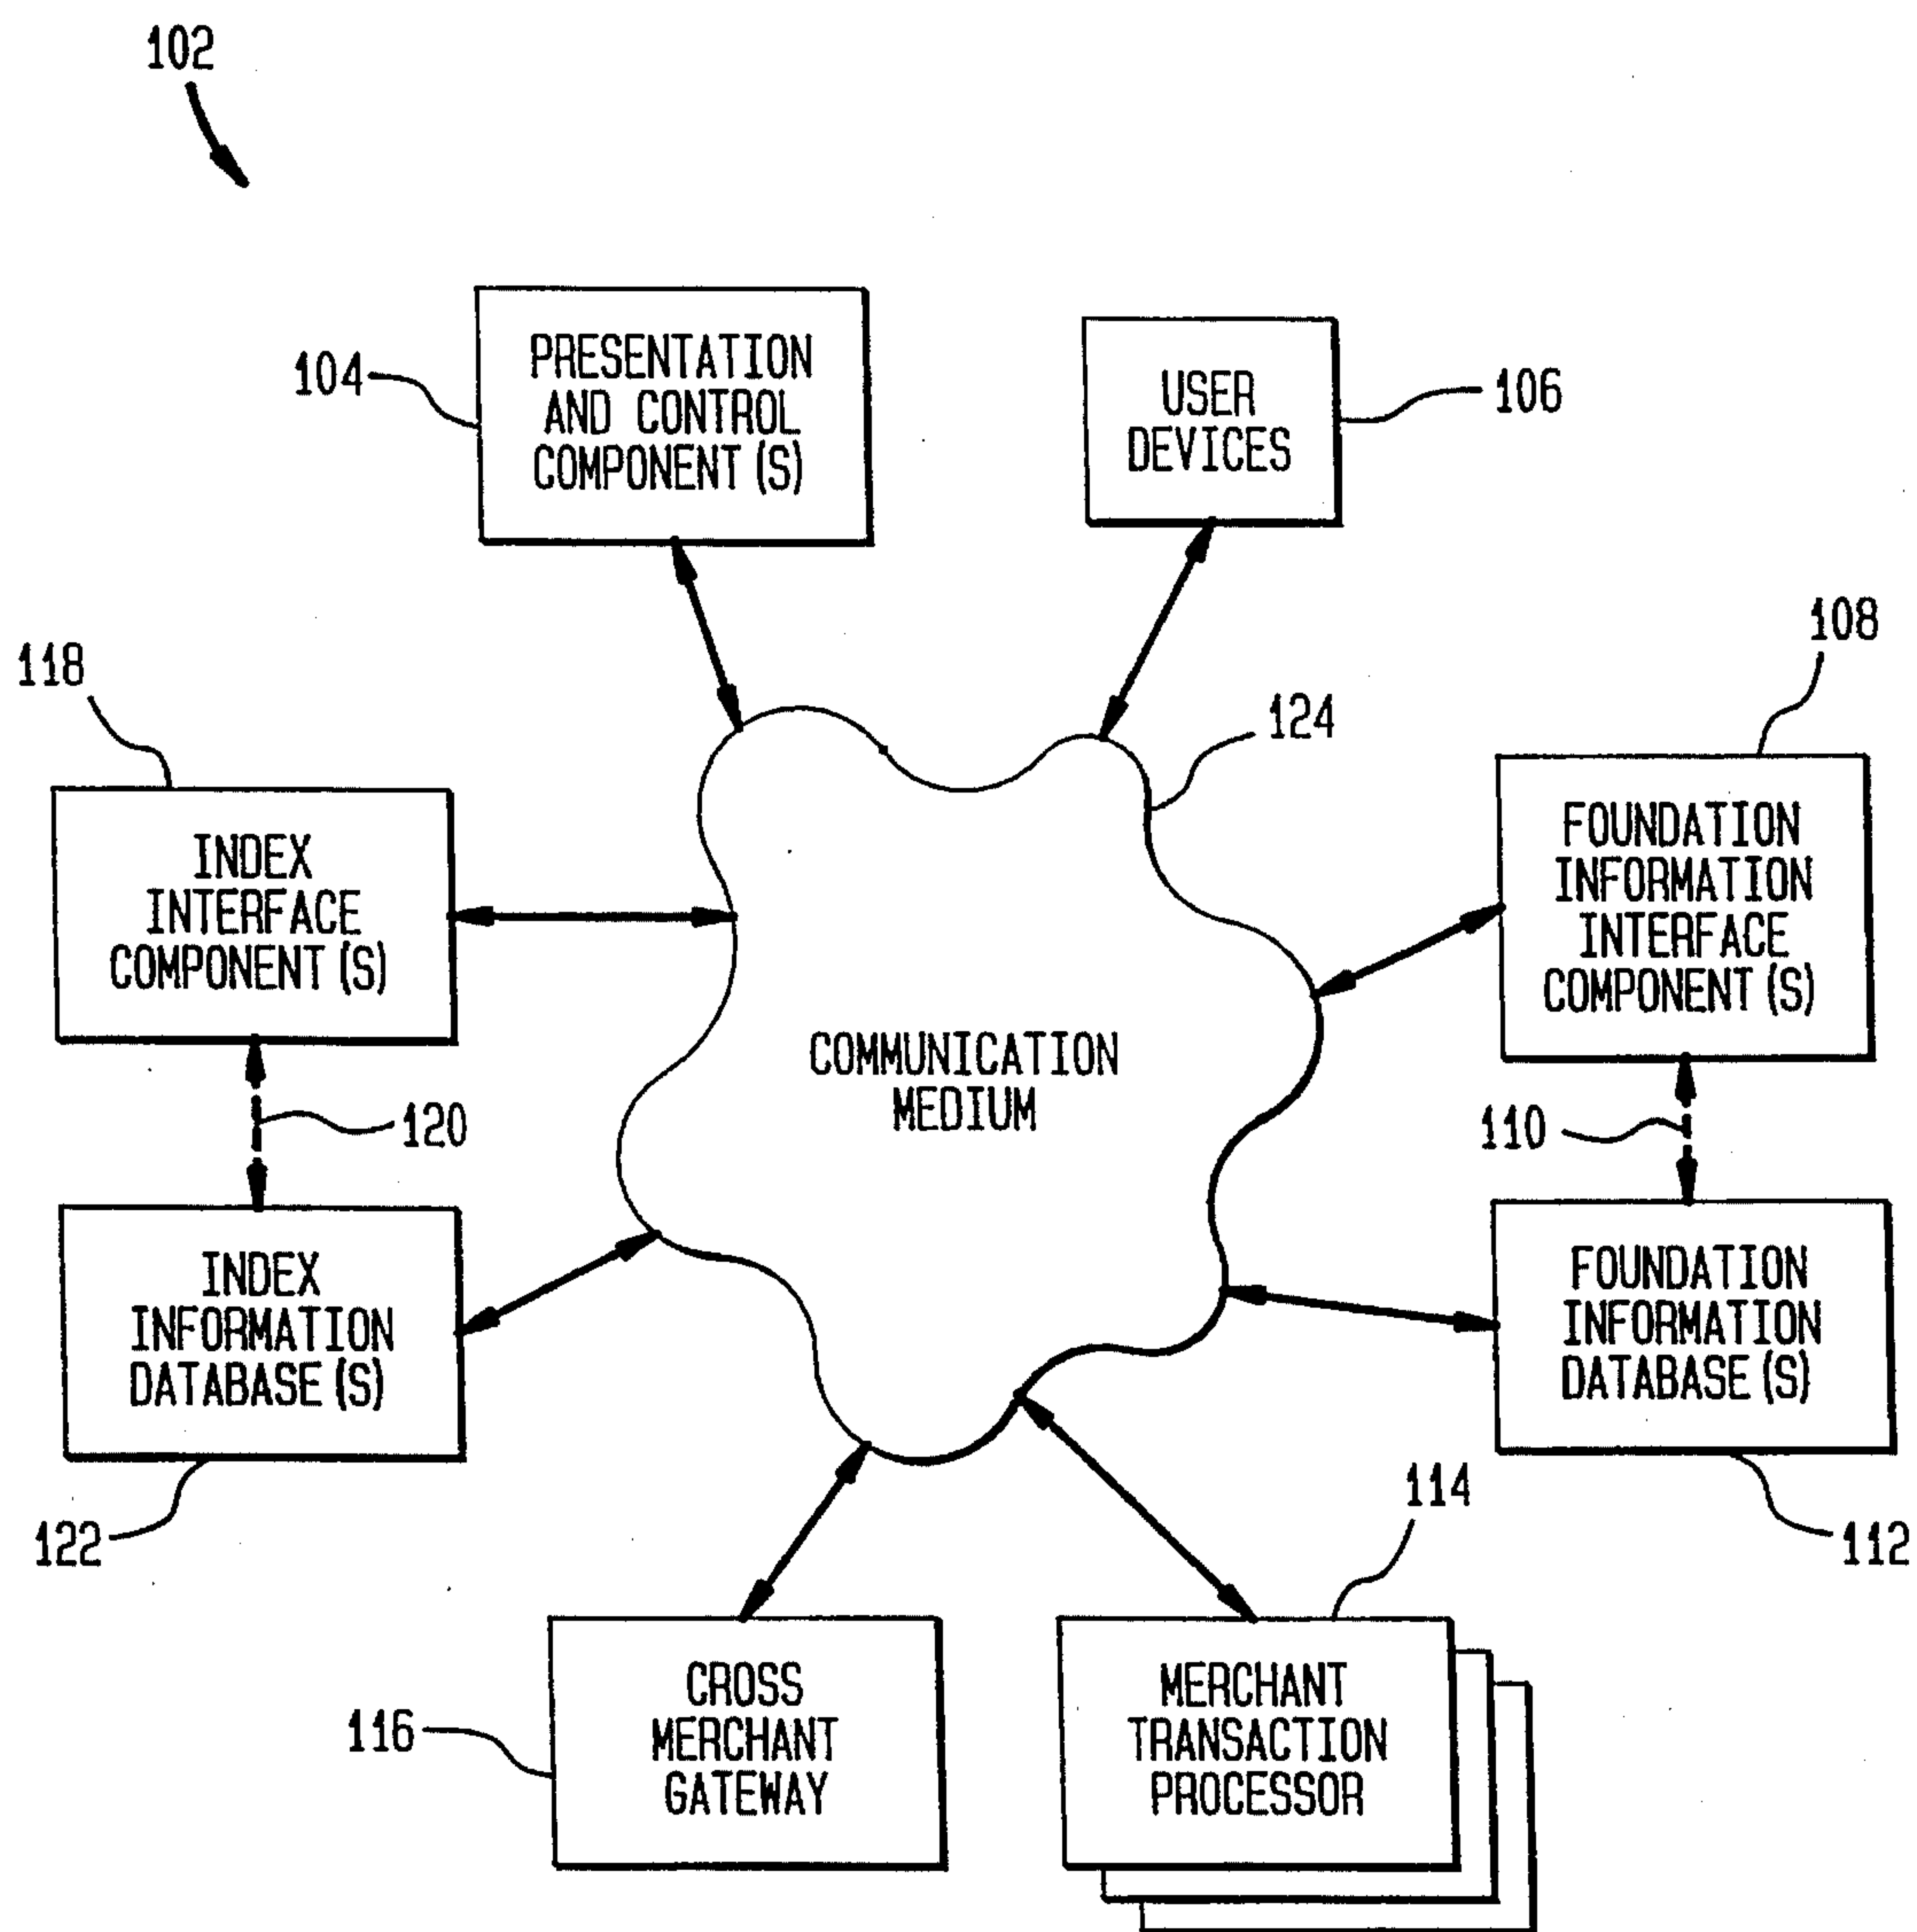 102
PRESENTATION
AND CONTROL
COMPONENT (S)
104
USER
DEVICES
106
118
108
124
INDEX
INTERFACE
COMPONENT (S)
FOUNDATION
INFORMATION
INTERFACE
COMPONENT (S)
COMMUNICATION
MEDIUM
120
110
INDEX
INFORMATION
DATABASE (S)
FOUNDATION
INFORMATION
DATABASE (S)
122
114
112
CROSS
MERCHANT
GATEWAY
116
MERCHANT
TRANSACTION
PROCESSOR